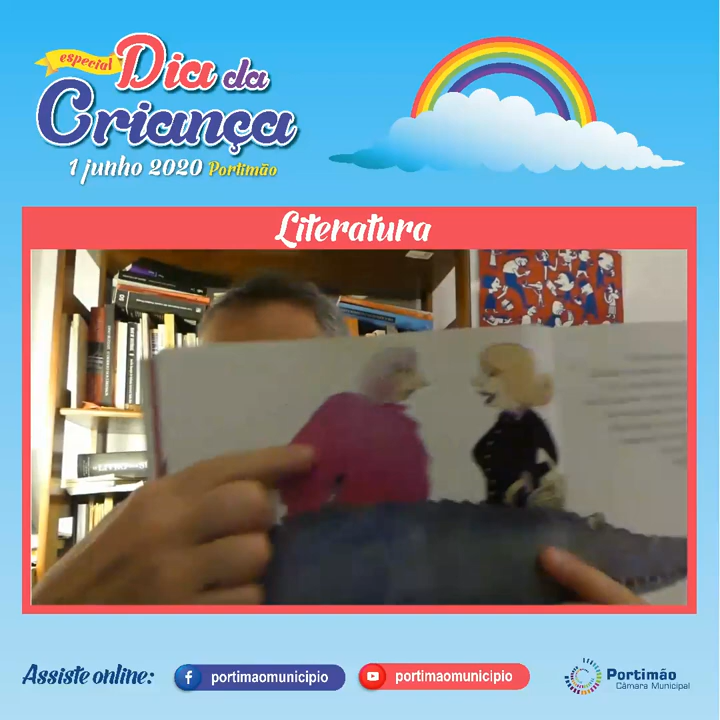 especial
Dia da
Criança
1 junho 2020 Portimão
Literatura
Assiste online:
portimaomunicipio
portimaomunicipio
Portimão
Câmara Municipal